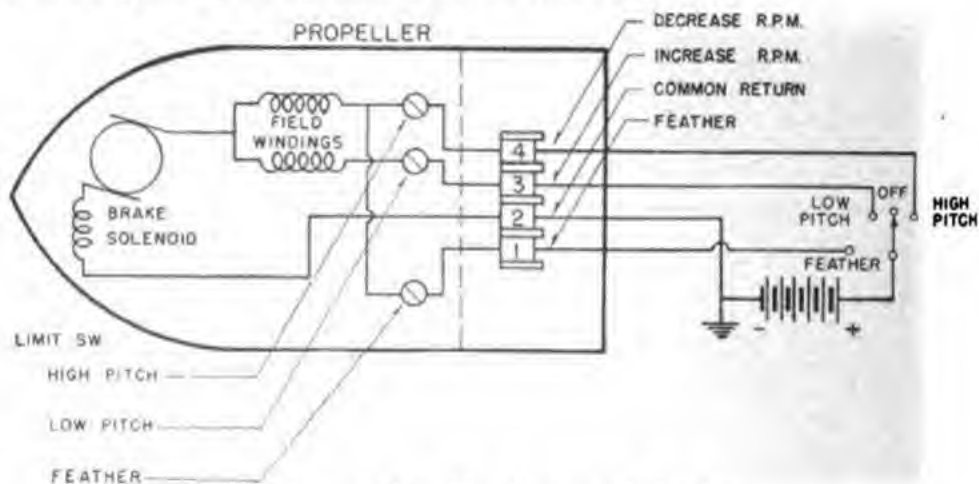 PROPELLER
DECREASE R.P.M.
INCREASE R.P.M.
COMMON RETURN
FEATHER
FIELD
WINDINGS
4
3
2
1
BRAKE
SOLENOID
LOW
PITCH
OFF
HIGH
PITCH
FEATHER
- +
LIMIT SW
HIGH PITCH
LOW PITCH
FEATHER